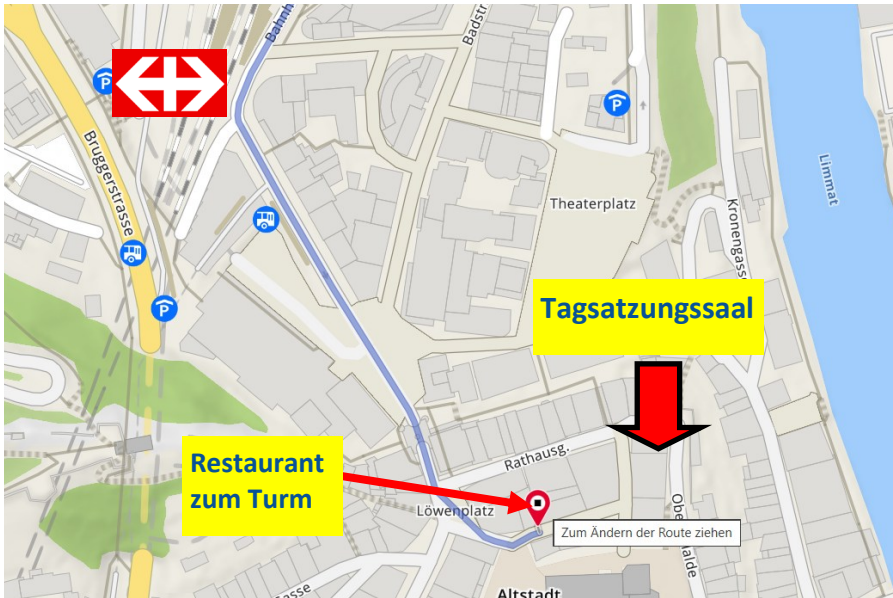 Bahnh
Badstr
P
P
Bruggerstrasse
Limmat
Theaterplatz
Kronengasse
P
Tagsatzungssaal
Restaurant
zum Turm
Rathausg.
Löwenplatz
Zum Ändern der Route ziehen
Obe
alde
asse
Altstadt